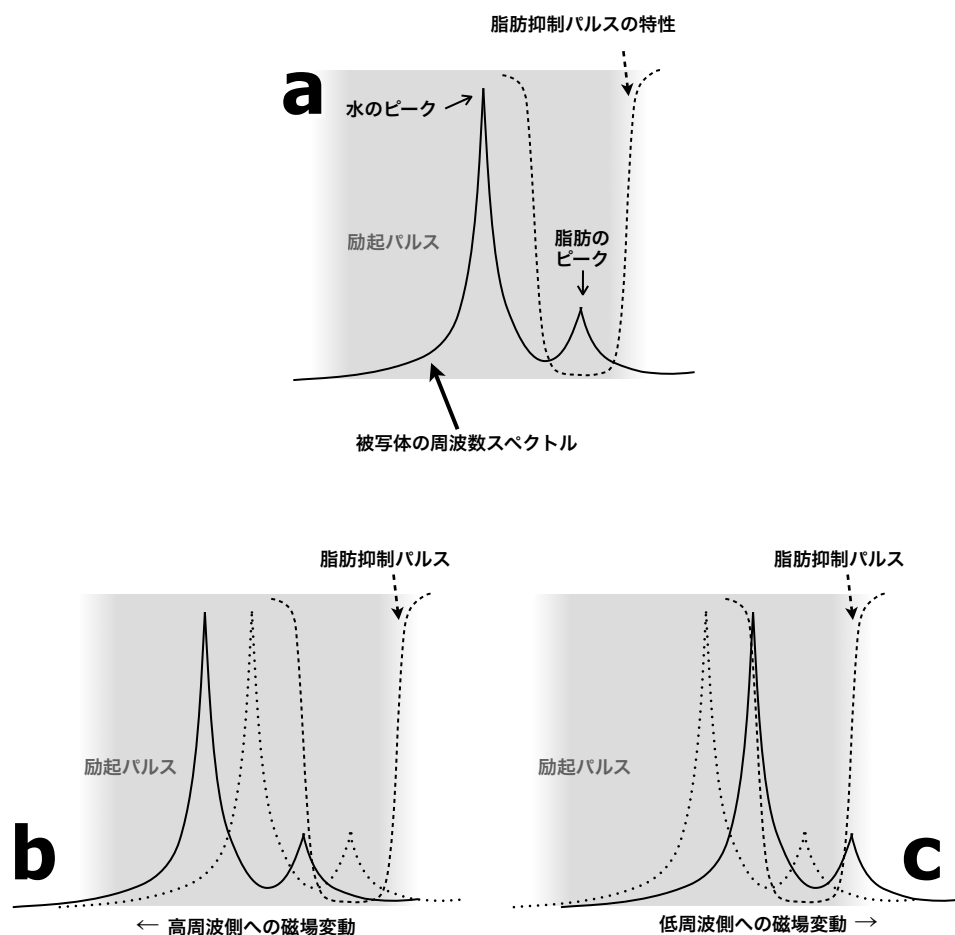 脂肪抑制パルスの特性
a
水のピーク
励起パルス
脂肪の
ピーク
被写体の周波数スペクトル
脂肪抑制パルス
励起パルス
b
← 高周波側への磁場変動
脂肪抑制パルス
励起パルス
c
低周波側への磁場変動 →